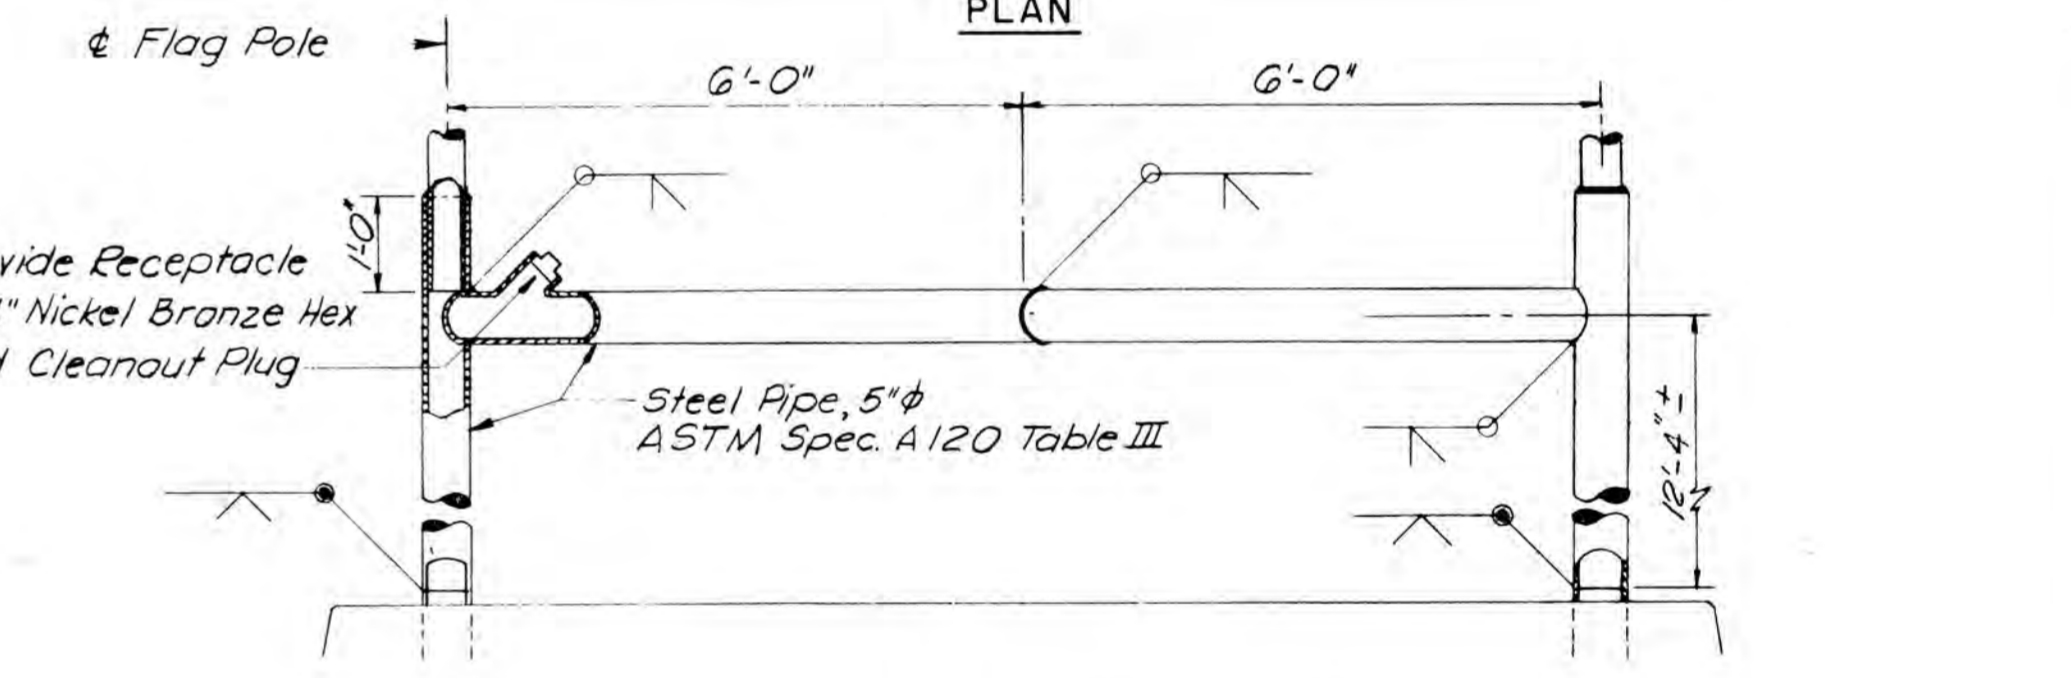 PLAN
℄ Flag Pole
6'-0"
6'-0"
1'-0"
Receptacle
Nickel Bronze Hex
Cleanout Plug
Steel Pipe, 5"ϕ
ASTM Spec. A120 Table III
12'-4"±